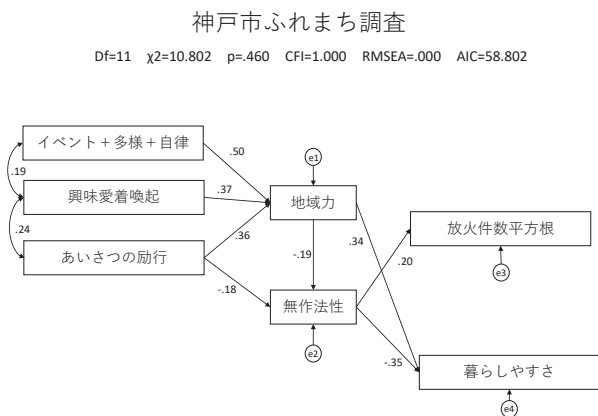 神戸市ふれまち調査
Df=11 χ2=10.802 p=.460 CFI=1.000 RMSEA=.000 AIC=58.802
イベント＋多様＋自律
.50
e1
.19
興味愛着喚起
.37
地域力
.24
.36
放火件数平方根
あいさつの励行
-.19
.34
.20
e3
-.18
無作法性
-.35
e2
暮らしやすさ
e4